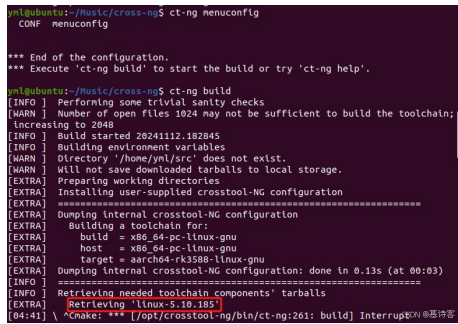 yml@ubuntu:~/Music/cross-ng$ ct-ng menuconfig
CONF menuconfig
*** End of the configuration.
*** Execute 'ct-ng build' to start the build or try 'ct-ng help'.
yml@ubuntu:~/Music/cross-ng$ ct-ng build
[INFO ] Performing some trivial sanity checks
[WARN ] Number of open files 1024 may not be sufficient to build the toolchain;
increasing to 2048
[INFO ] Build started 20241112.182845
[INFO ] Building environment variables
[WARN ] Directory '/home/yml/src' does not exist.
[WARN ] Will not save downloaded tarballs to local storage.
[EXTRA] Preparing working directories
[EXTRA] Installing user-supplied crosstool-NG configuration
[EXTRA] =================================================================
[EXTRA] Dumping internal crosstool-NG configuration
[EXTRA] Building a toolchain for:
[EXTRA] build = x86_64-pc-linux-gnu
[EXTRA] host = x86_64-pc-linux-gnu
[EXTRA] target = aarch64-rk3588-linux-gnu
[EXTRA] Dumping internal crosstool-NG configuration: done in 0.13s (at 00:03)
[INFO ] =================================================================
[INFO ] Retrieving needed toolchain components' tarballs
[EXTRA] Retrieving 'linux-5.10.185'
[04:41] \ ^Cmake: *** [/opt/crosstool-ng/bin/ct-ng:261: build] Interrupt
CSDN @慕诗客